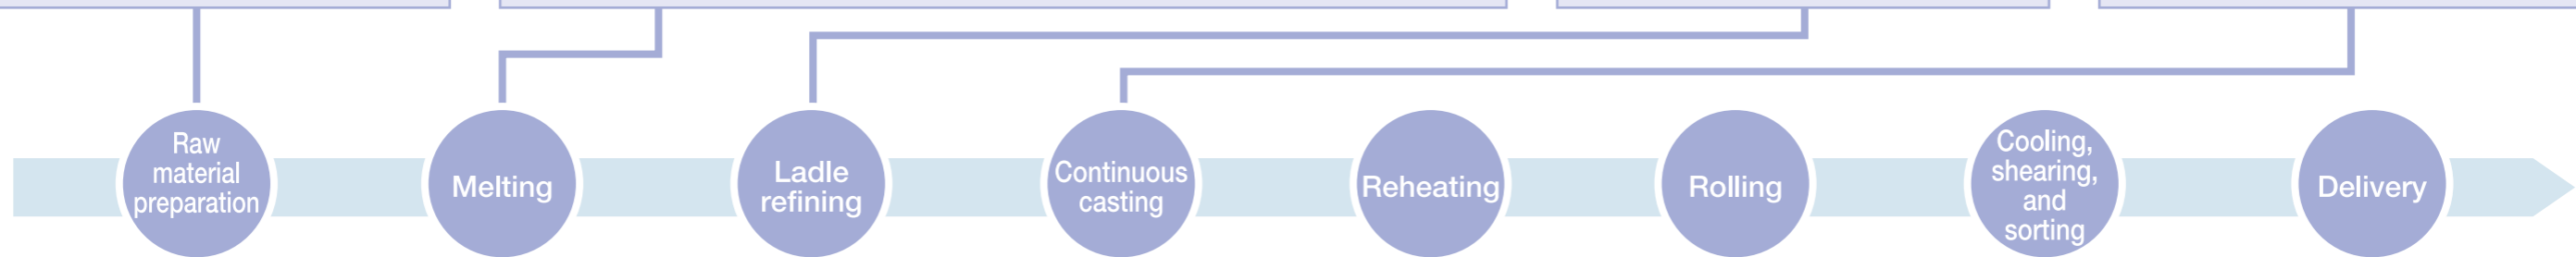 Raw
material
preparation
Melting
Ladle
refining
Continuous
casting
Reheating
Rolling
Cooling,
shearing,
and
sorting
Delivery